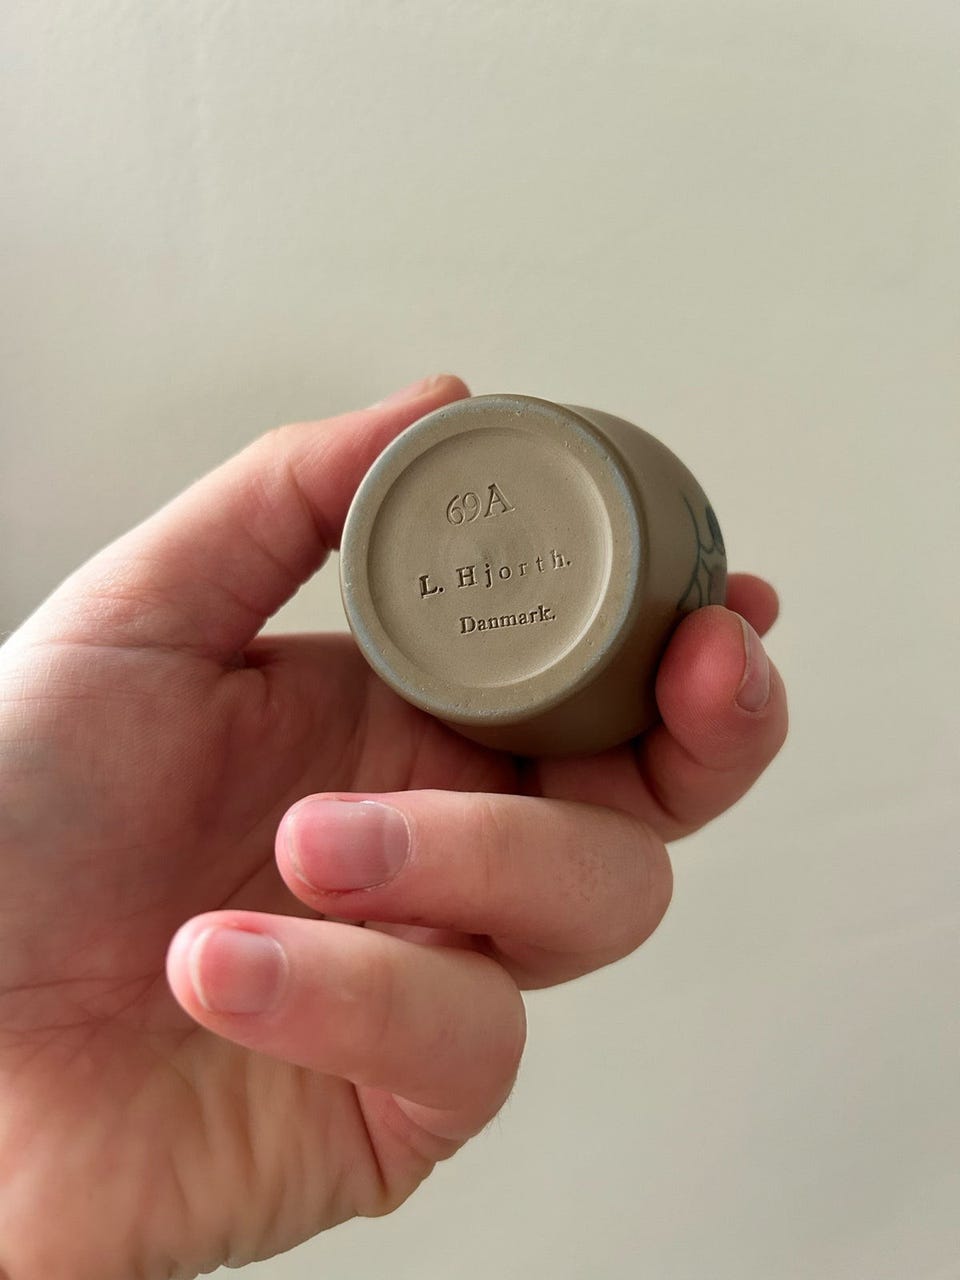 69A
L. Hjorth.
Danmark.